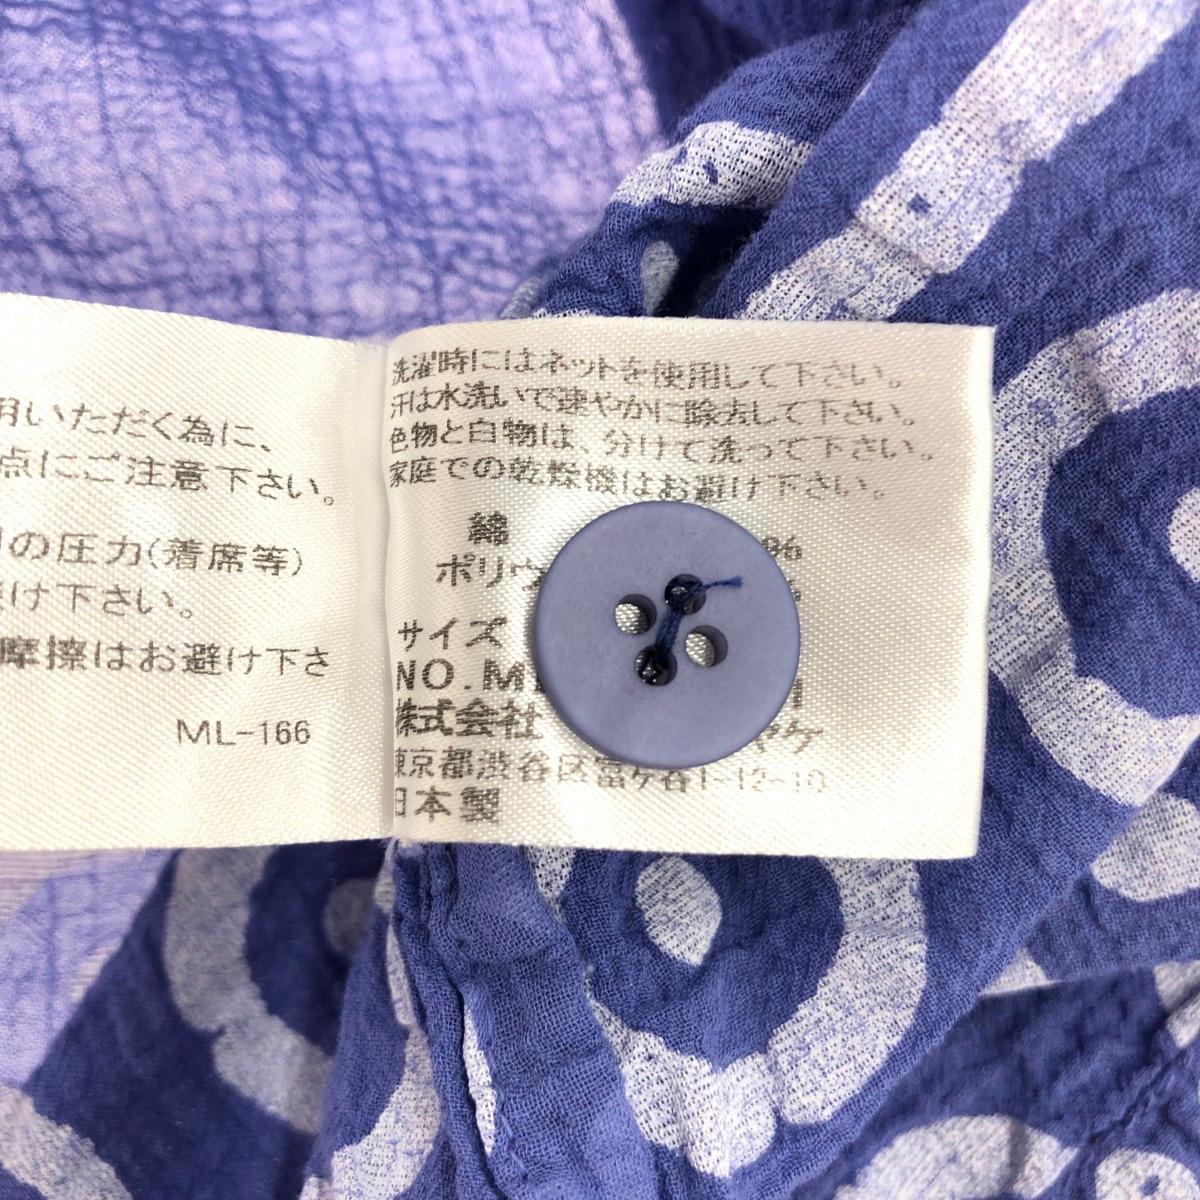 いただく為に、
点にご注意下さい。
の圧力(着席等)
け下さい。
摩擦はお避け下さ
ML-166
洗濯時にはネットを使用して下さい。
汗は水洗いで速やかに除去して下さい。
色物と白物は、分けて洗って下さい。
家庭での乾燥機はお避け下さい。
綿 96
ポリウ
サイズ
NO.M
株式会社 ヤケ
東京都渋谷区富ヶ谷1-12-10
日本製